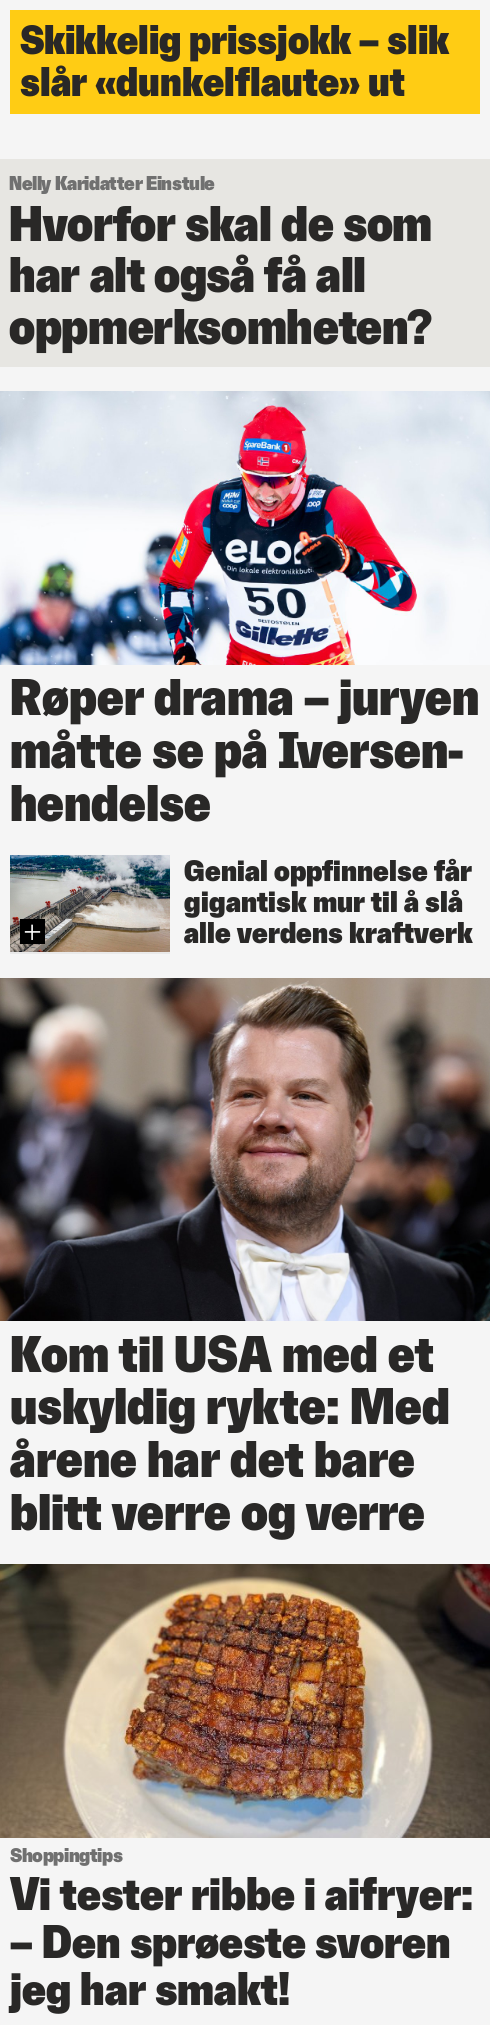 Skikkelig prissjokk – slik
slår «dunkelflaute» ut
Nelly Karidatter Einstule
Hvorfor skal de som
har alt også få all
oppmerksomheten?
SpareBank 1
coop
coop
eLOn
Din lokale elektronikkbuti
50
BEITOSTØLEN
Gillette
Røper drama – juryen
måtte se på Iversen-
hendelse
Genial oppfinnelse får
gigantisk mur til å slå
alle verdens kraftverk
Kom til USA med et
uskyldig rykte: Med
årene har det bare
blitt verre og verre
Shoppingtips
Vi tester ribbe i aifryer:
– Den sprøeste svoren
jeg har smakt!